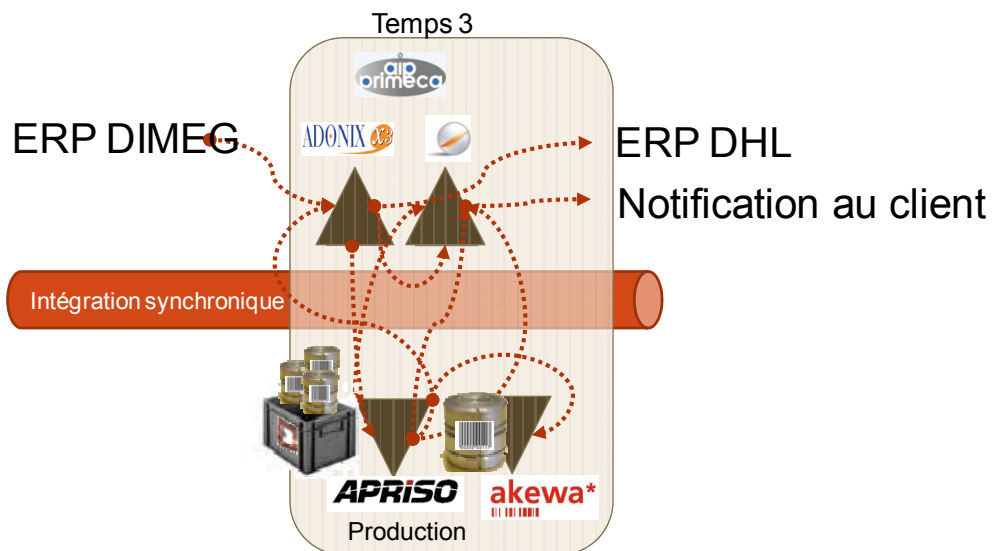 Temps 3
aip
primeca
ERP DIMEG
ADONIX X3
ERP DHL
Notification au client
Intégration synchronique
APRISO
akewa*
Production